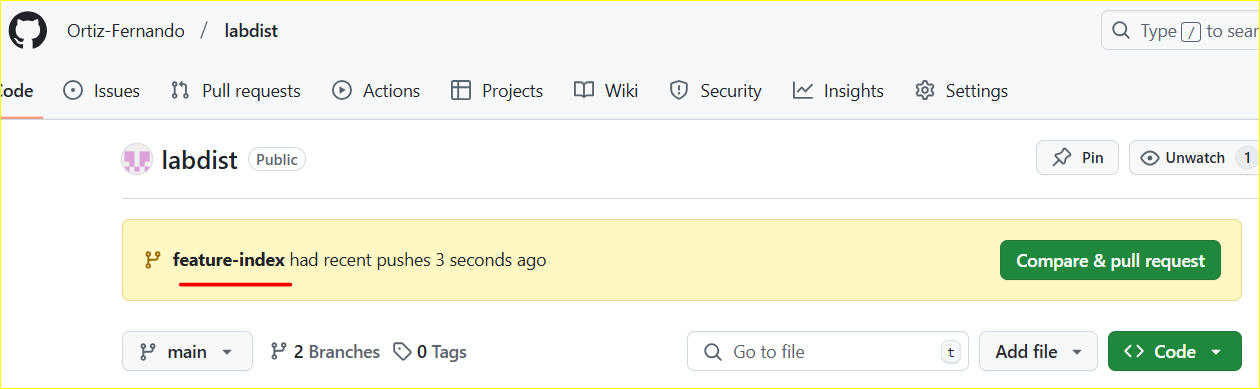 Ortiz-Fernando / labdist
Type / to sear
Code Issues Pull requests Actions Projects Wiki Security Insights Settings
labdist Public
Pin Unwatch 1
feature-index had recent pushes 3 seconds ago
Compare & pull request
main 2 Branches 0 Tags
Go to file t
Add file
<> Code